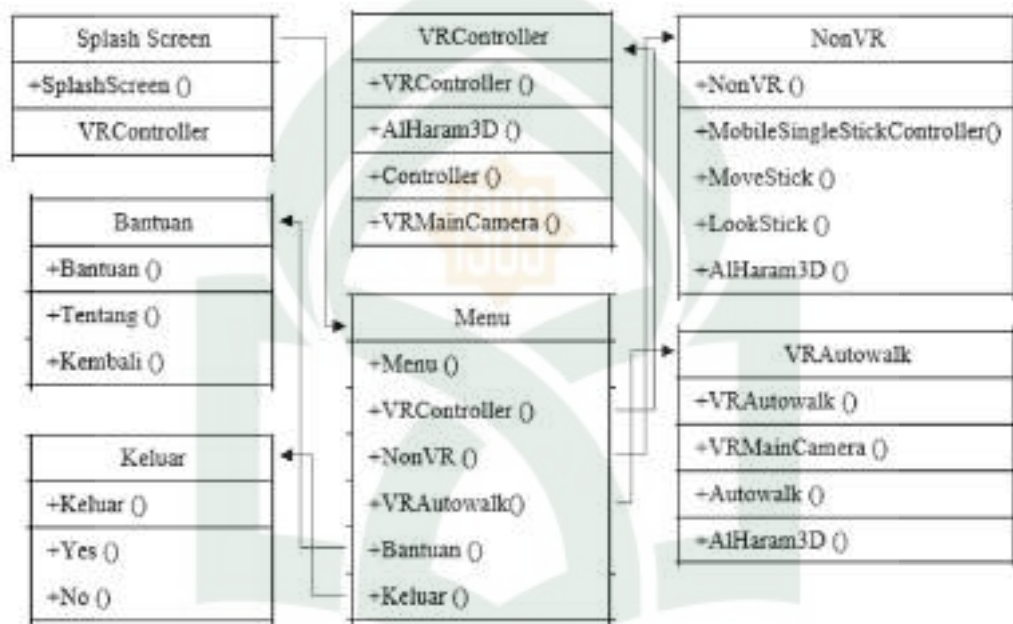 Splash Screen
+SplashScreen ()
VRController
VRController
+VRController ()
+AlHaram3D ()
+Controller ()
+VRMainCamera ()
NonVR
+NonVR ()
+MobileSingleStickController()
+MoveStick ()
+LookStick ()
+AlHaram3D ()
Bantuan
+Bantuan ()
+Tentang ()
+Kembali ()
Menu
+Menu ()
+VRController ()
+NonVR ()
+VRAutowalk()
+Bantuan ()
+Keluar ()
VRAutowalk
+VRAutowalk ()
+VRMainCamera ()
+Autowalk ()
+AlHaram3D ()
Keluar
+Keluar ()
+Yes ()
+No ()